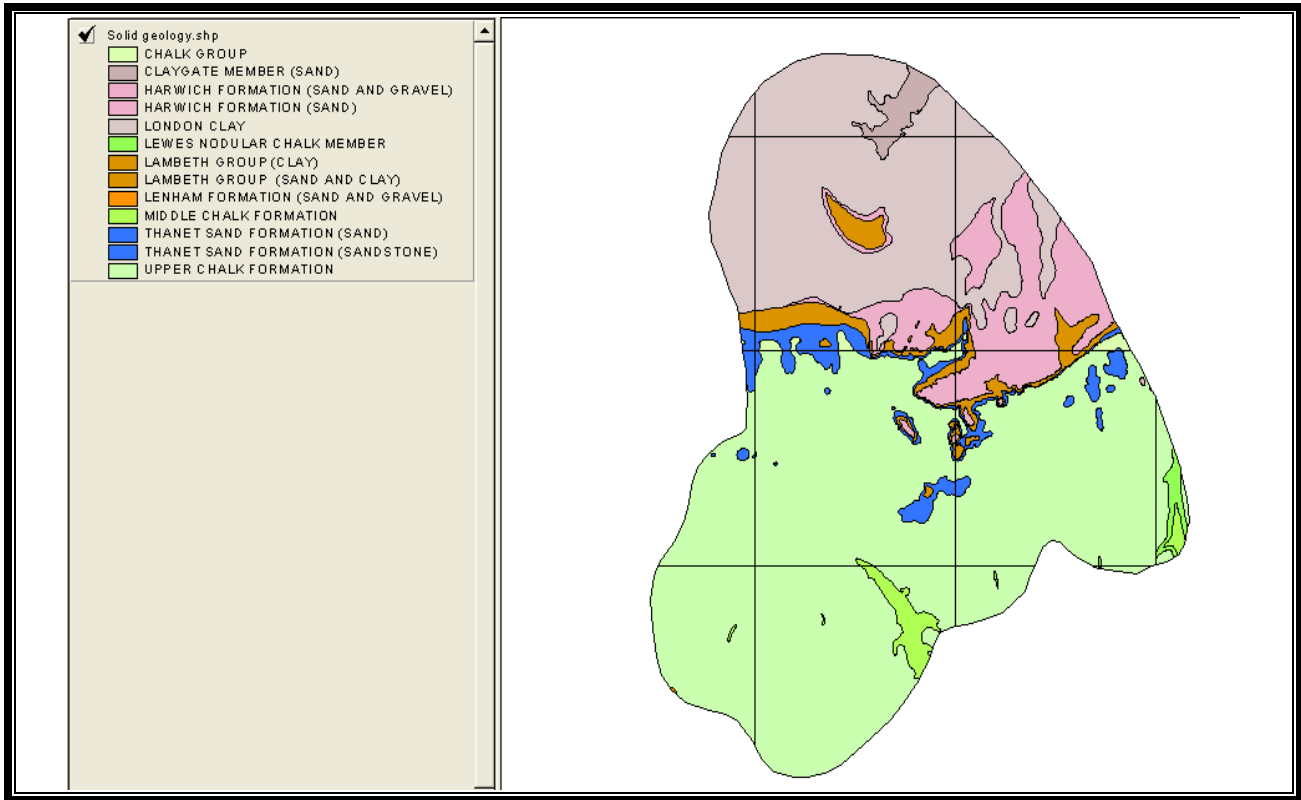 Solid geology.shp
CHALK GROUP
CLAYGATE MEMBER (SAND)
HARWICH FORMATION (SAND AND GRAVEL)
HARWICH FORMATION (SAND)
LONDON CLAY
LEWES NODULAR CHALK MEMBER
LAMBETH GROUP (CLAY)
LAMBETH GROUP (SAND AND CLAY)
LENHAM FORMATION (SAND AND GRAVEL)
MIDDLE CHALK FORMATION
THANET SAND FORMATION (SAND)
THANET SAND FORMATION (SANDSTONE)
UPPER CHALK FORMATION